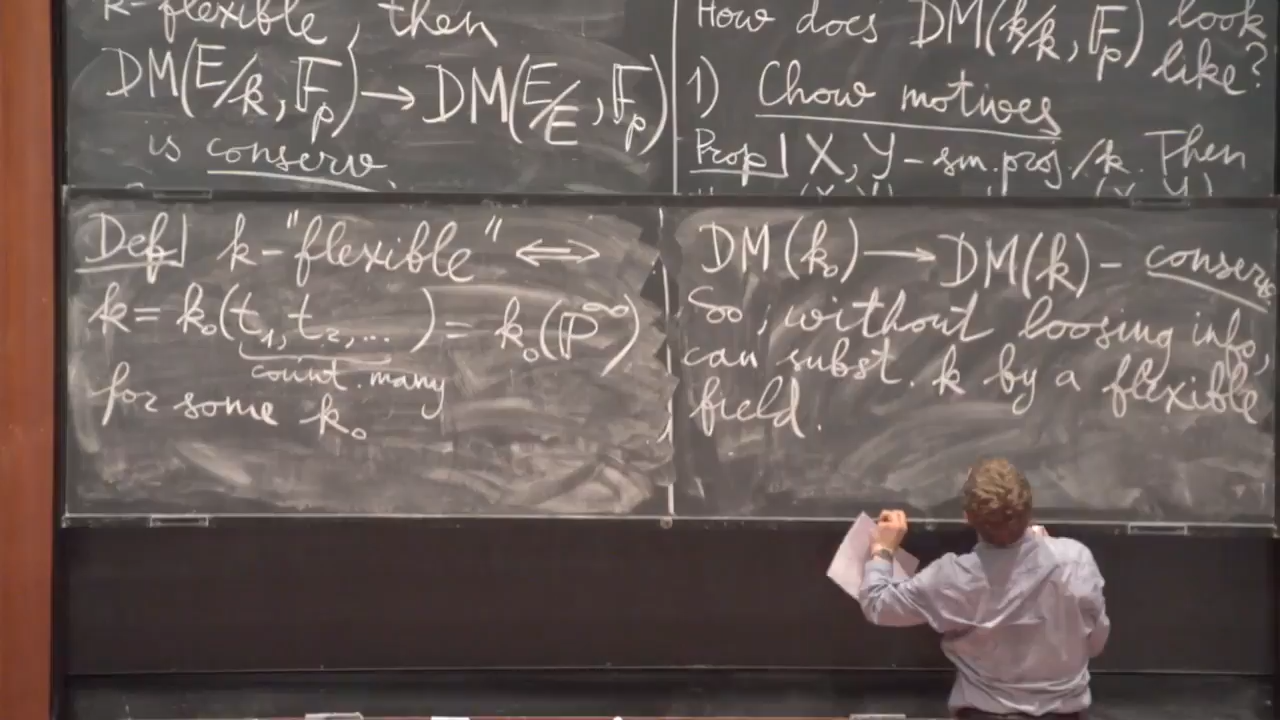 k-flexible, then
DM(E/k, 𝔽_p) → DM(E/E, 𝔽_p)
is conserv.
How does DM(k/k, 𝔽_p) look
like?
1) Chow motives
Prop| X, Y - sm. proj. /k. Then
Def| k - "flexible" ⟺
k = k₀(t₁, t₂, ...) = k₀(ℙ^∞)
count. many
for some k₀
DM(k₀) → DM(k) - conserv.
So, without loosing info,
can subst. k by a flexible
field.